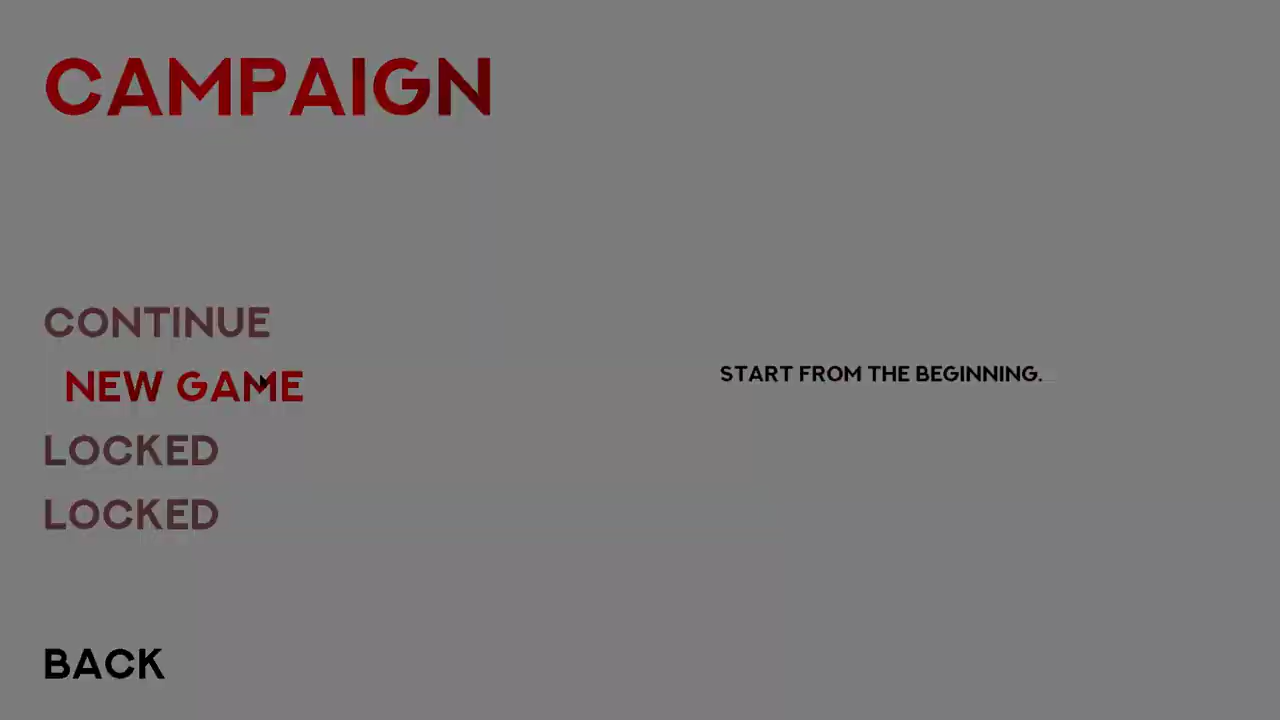 CAMPAIGN
CONTINUE
NEW GAME
START FROM THE BEGINNING.
LOCKED
LOCKED
BACK